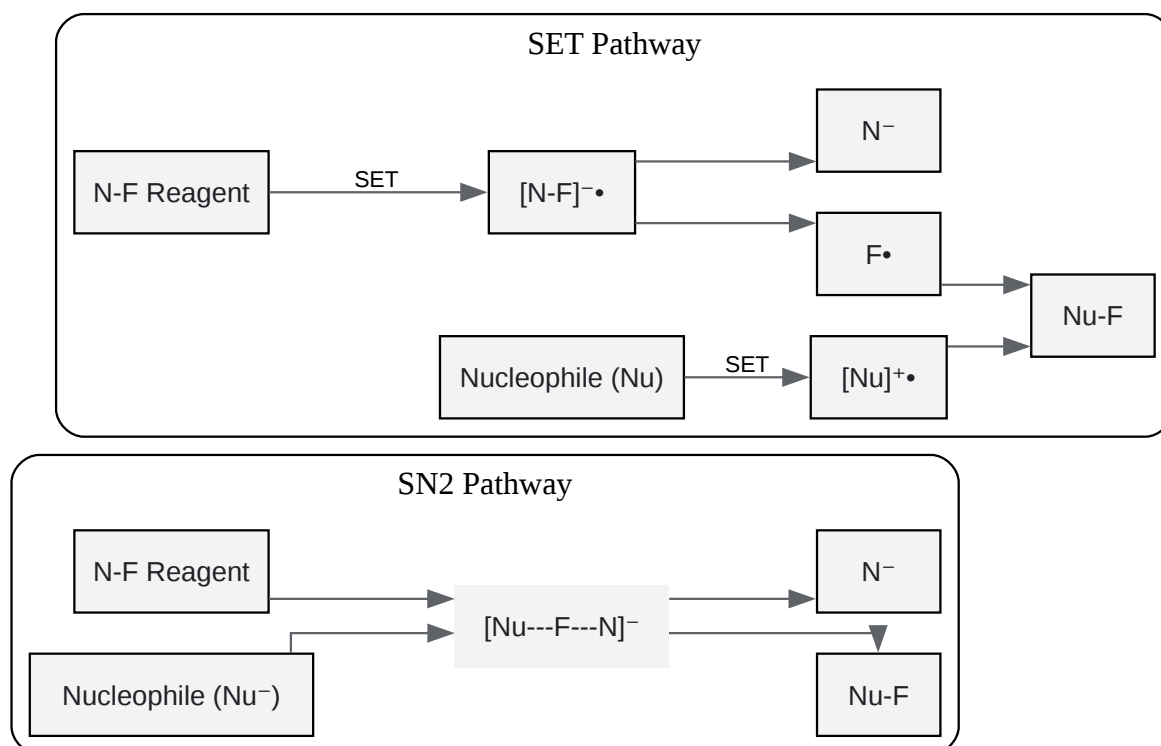 SET Pathway
N⁻
N-F Reagent
SET
[N-F]⁻•
F•
Nu-F
Nucleophile (Nu)
SET
[Nu]⁺•
SN2 Pathway
N-F Reagent
N⁻
[Nu---F---N]⁻
Nucleophile (Nu⁻)
Nu-F